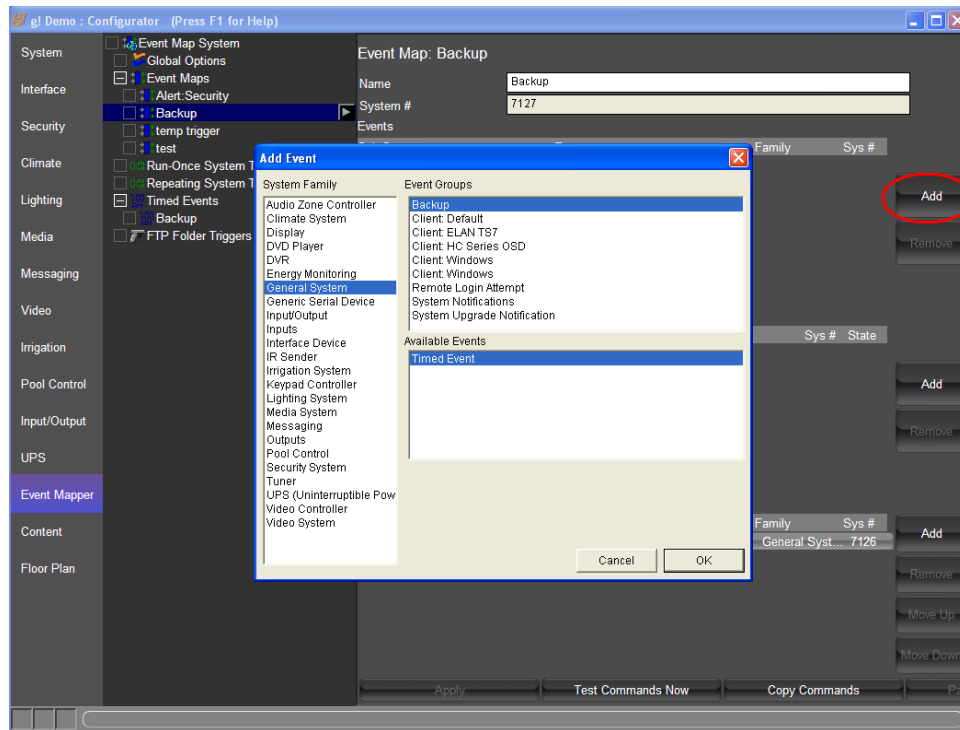 g! Demo : Configurator (Press F1 for Help)
System
Interface
Security
Climate
Lighting
Media
Messaging
Video
Irrigation
Pool Control
Input/Output
UPS
Event Mapper
Content
Floor Plan
Event Map System
Global Options
Event Maps
Alert:Security
Backup
temp trigger
test
Run-Once System T
Repeating System T
Timed Events
Backup
FTP Folder Triggers
Event Map: Backup
Name
Backup
System #
7127
Events
Family Sys #
Add
Remove
Sys # State
Add
Remove
Family Sys #
General Syst... 7126
Add
Remove
Move Up
Move Down
Apply
Test Commands Now
Copy Commands
Add Event
System Family
Audio Zone Controller
Climate System
Display
DVD Player
DVR
Energy Monitoring
General System
Generic Serial Device
Input/Output
Inputs
Interface Device
IR Sender
Irrigation System
Keypad Controller
Lighting System
Media System
Messaging
Outputs
Pool Control
Security System
Tuner
UPS (Uninterruptible Pow
Video Controller
Video System
Event Groups
Backup
Client: Default
Client: ELAN TS7
Client: HC Series OSD
Client: Windows
Client: Windows
Remote Login Attempt
System Notifications
System Upgrade Notification
Available Events
Timed Event
Cancel
OK